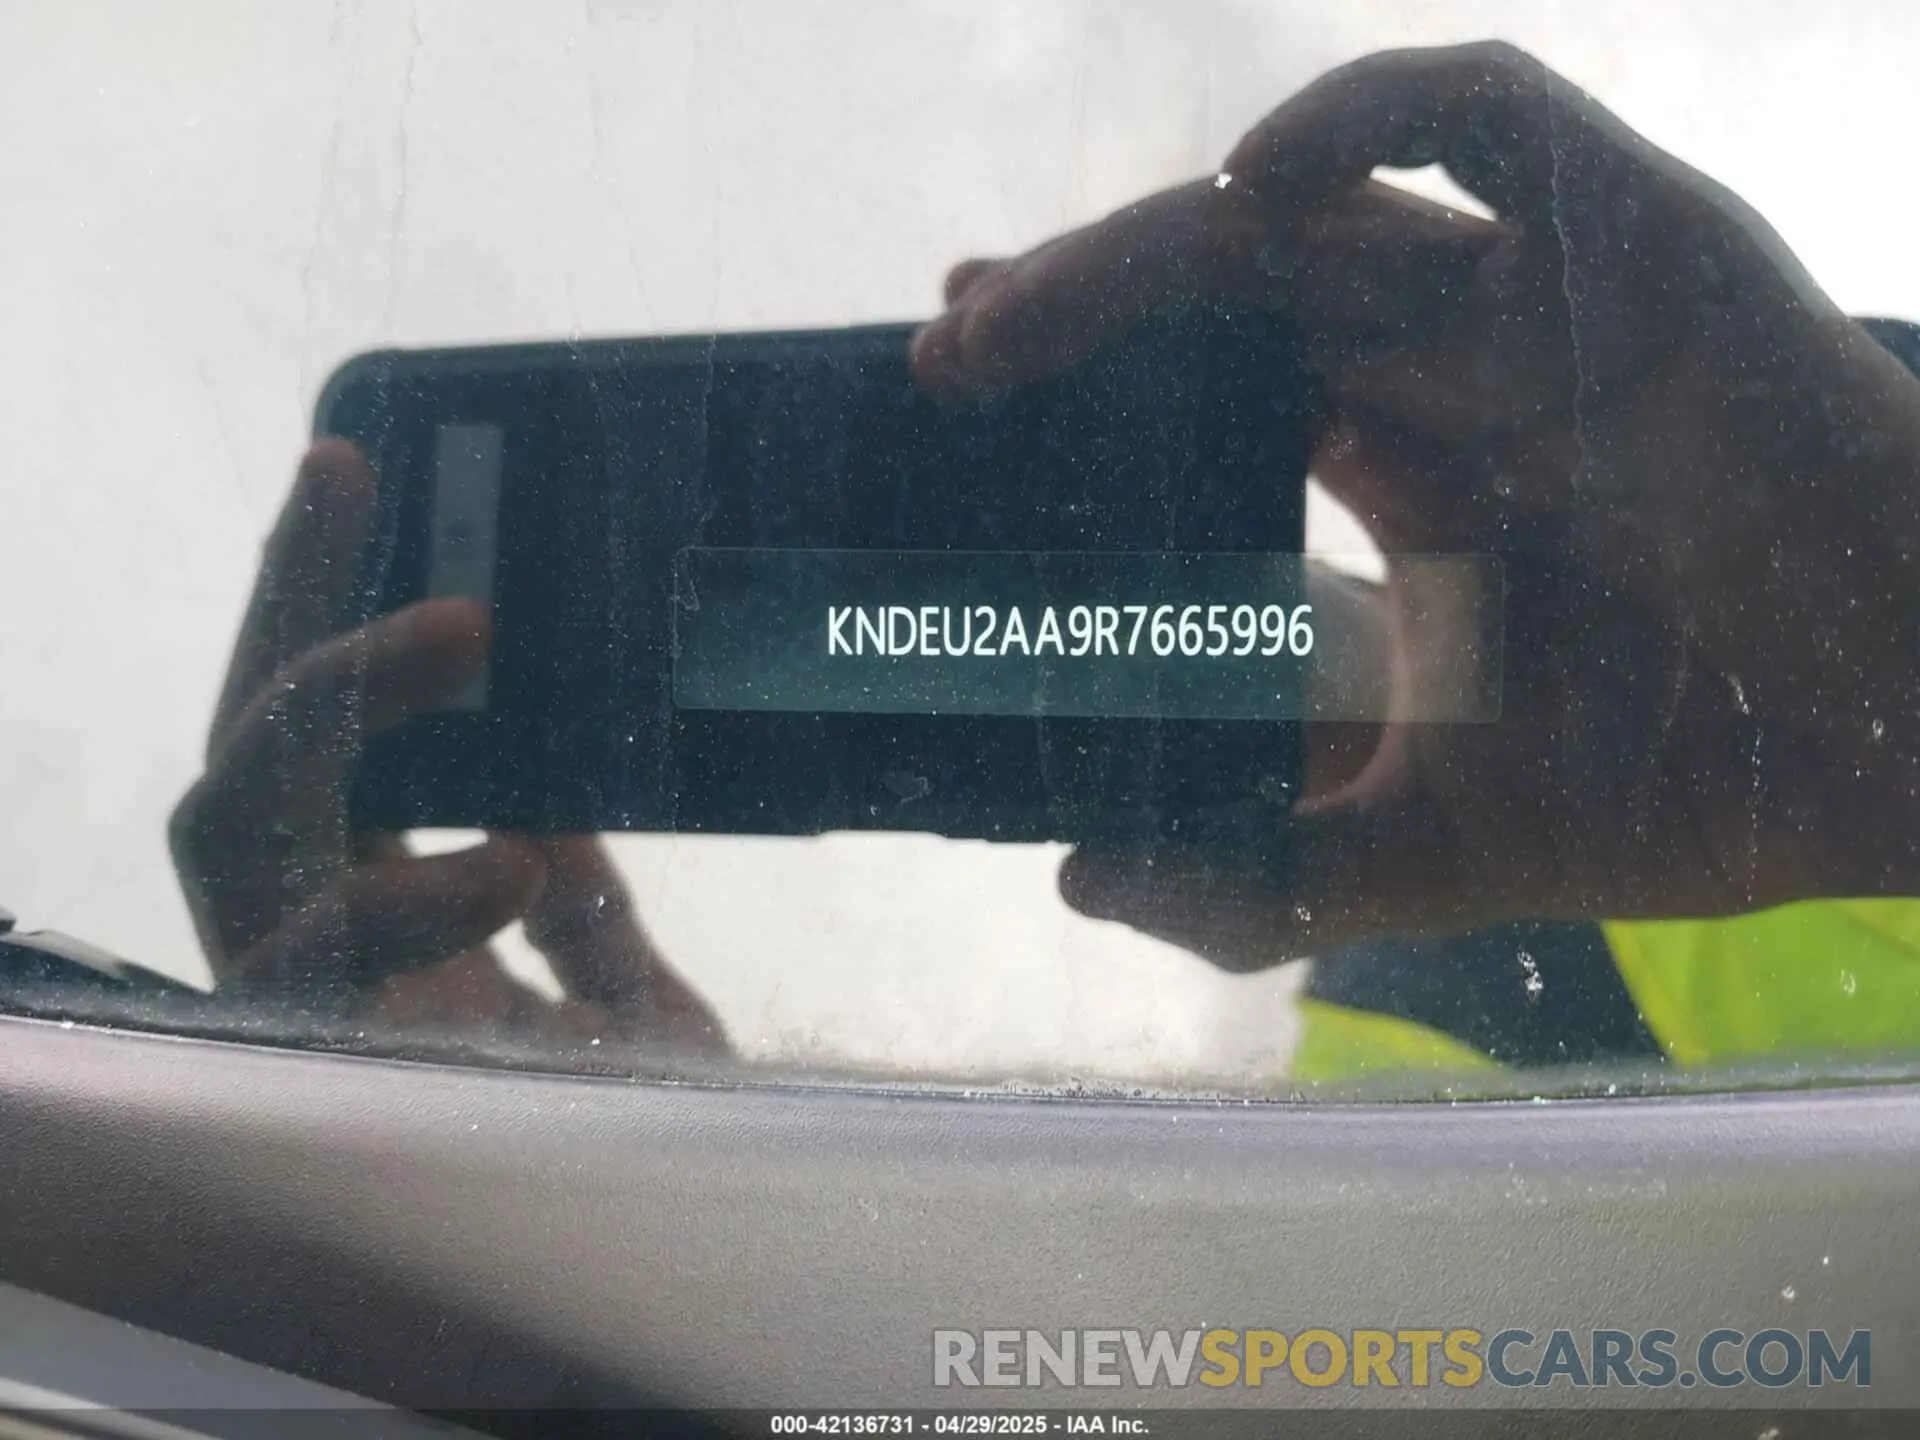 KNDEU2AA9R7665996
RENEWSPORTSCARS.COM
000-42136731 - 04/29/2025 - IAA Inc.